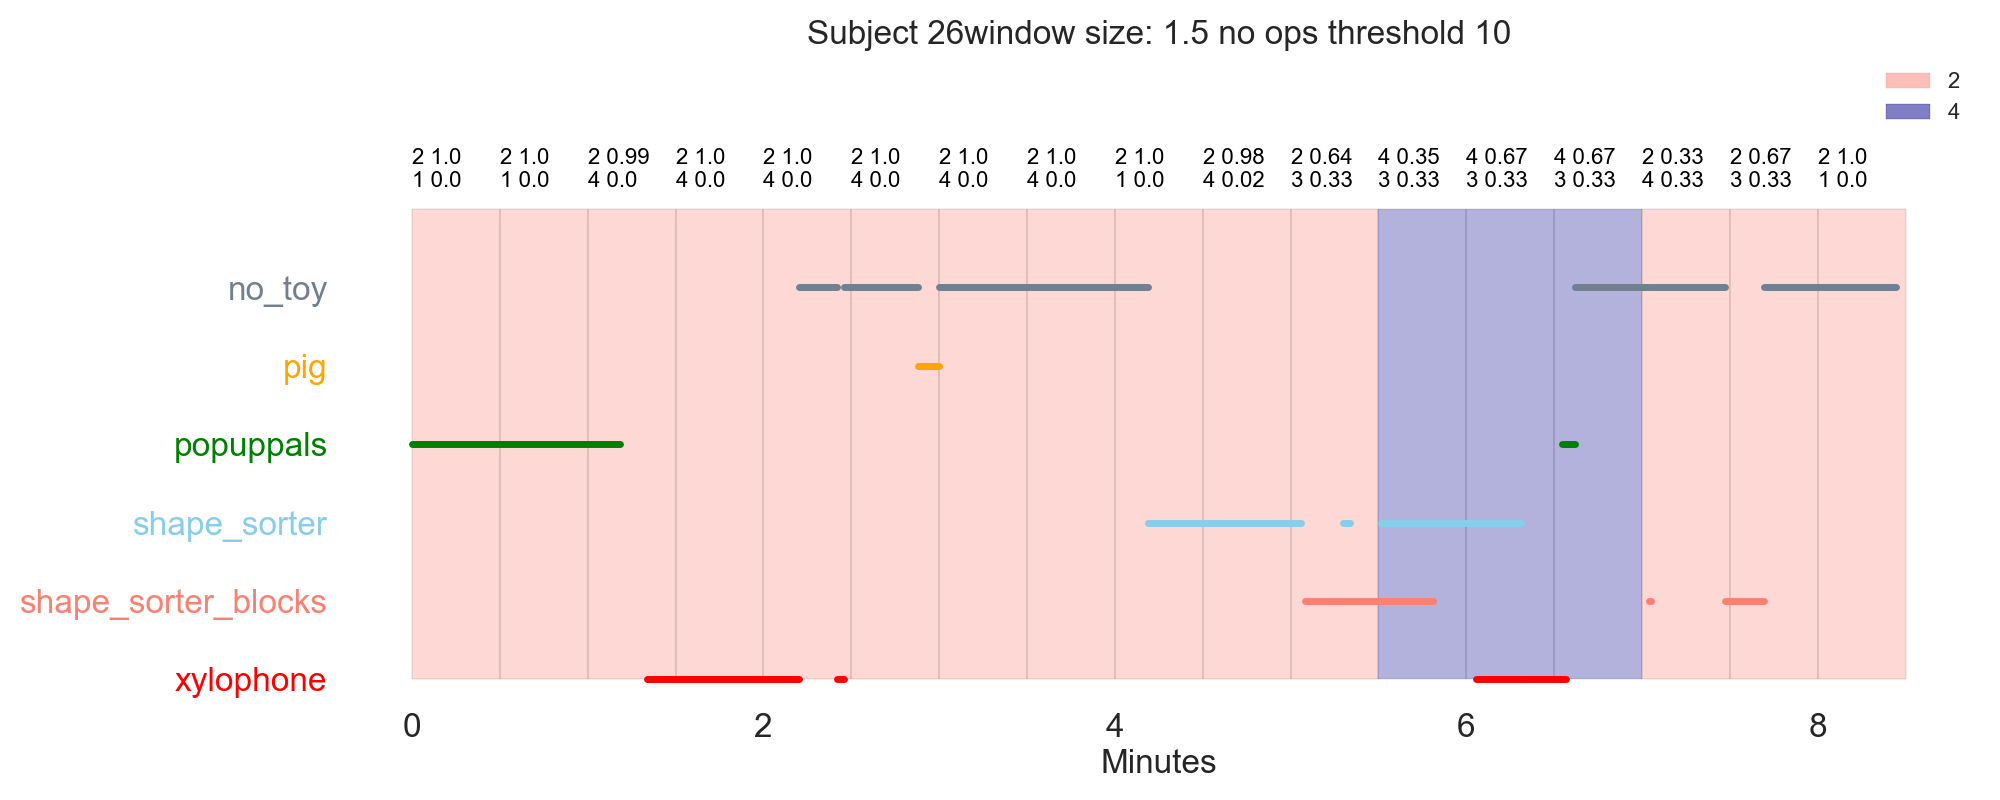 Subject 26window size: 1.5 no ops threshold 10
2
4
2 1.0 2 1.0 2 0.99 2 1.0 2 1.0 2 1.0 2 1.0 2 1.0 2 1.0 2 0.98 2 0.64 4 0.35 4 0.67 4 0.67 2 0.33 2 0.67 2 1.0
1 0.0 1 0.0 4 0.0 4 0.0 4 0.0 4 0.0 4 0.0 4 0.0 1 0.0 4 0.02 3 0.33 3 0.33 3 0.33 3 0.33 4 0.33 3 0.33 1 0.0
no_toy
pig
popuppals
shape_sorter
shape_sorter_blocks
xylophone
0 2 4 6 8
Minutes